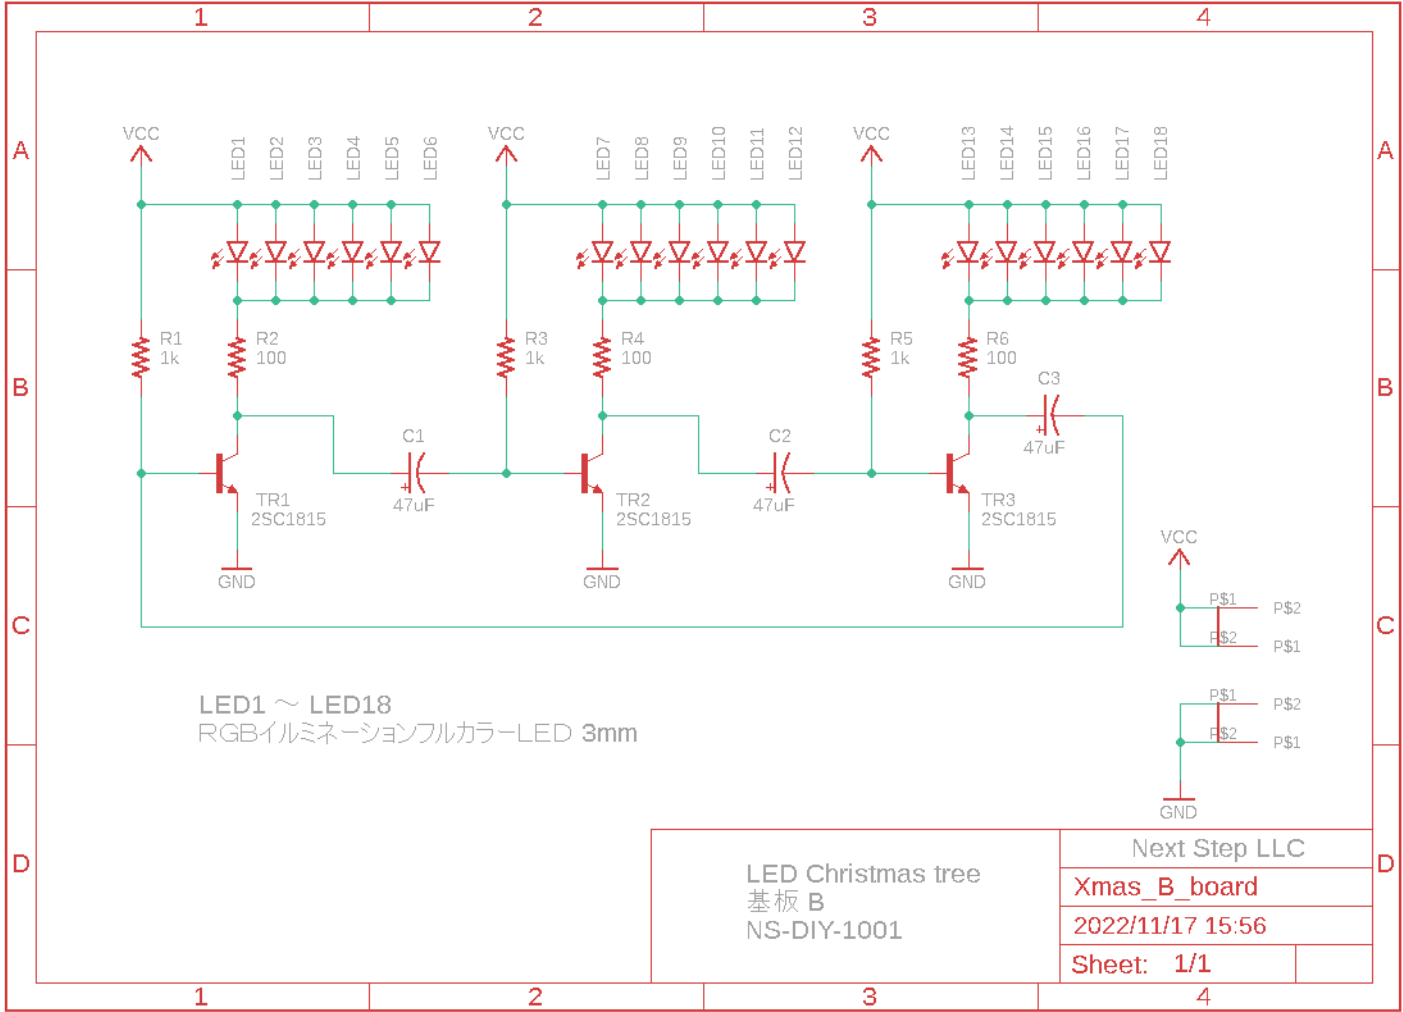 1 2 3 4
A A
B B
C C
D D
VCC LED1 LED2 LED3 LED4 LED5 LED6
VCC LED7 LED8 LED9 LED10 LED11 LED12
VCC LED13 LED14 LED15 LED16 LED17 LED18
R1
1k
R2
100
R3
1k
R4
100
R5
1k
R6
100
C1
+
47uF
C2
+
47uF
C3
+
47uF
TR1
2SC1815
TR2
2SC1815
TR3
2SC1815
GND
GND
GND
VCC
P$1 P$2
P$2 P$1
P$1 P$2
P$2 P$1
GND
LED1 ～ LED18
RGBイルミネーションフルカラーLED 3mm
LED Christmas tree
基板 B
NS-DIY-1001
Next Step LLC
Xmas_B_board
2022/11/17 15:56
Sheet: 1/1
1 2 3 4